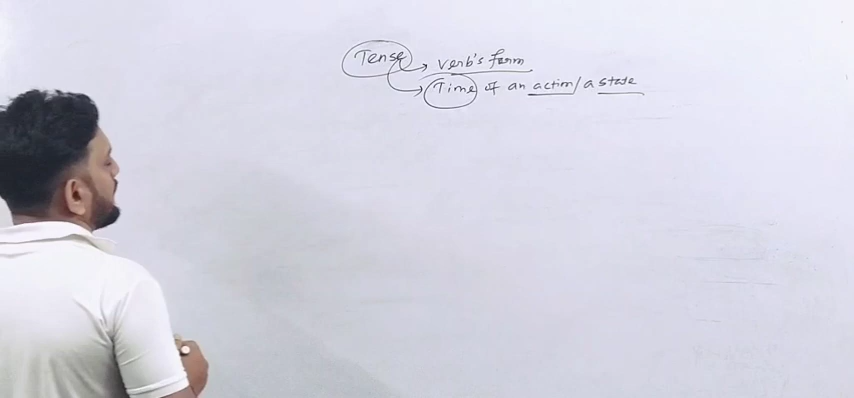 Tense → verb's form
→ Time of an action/a state